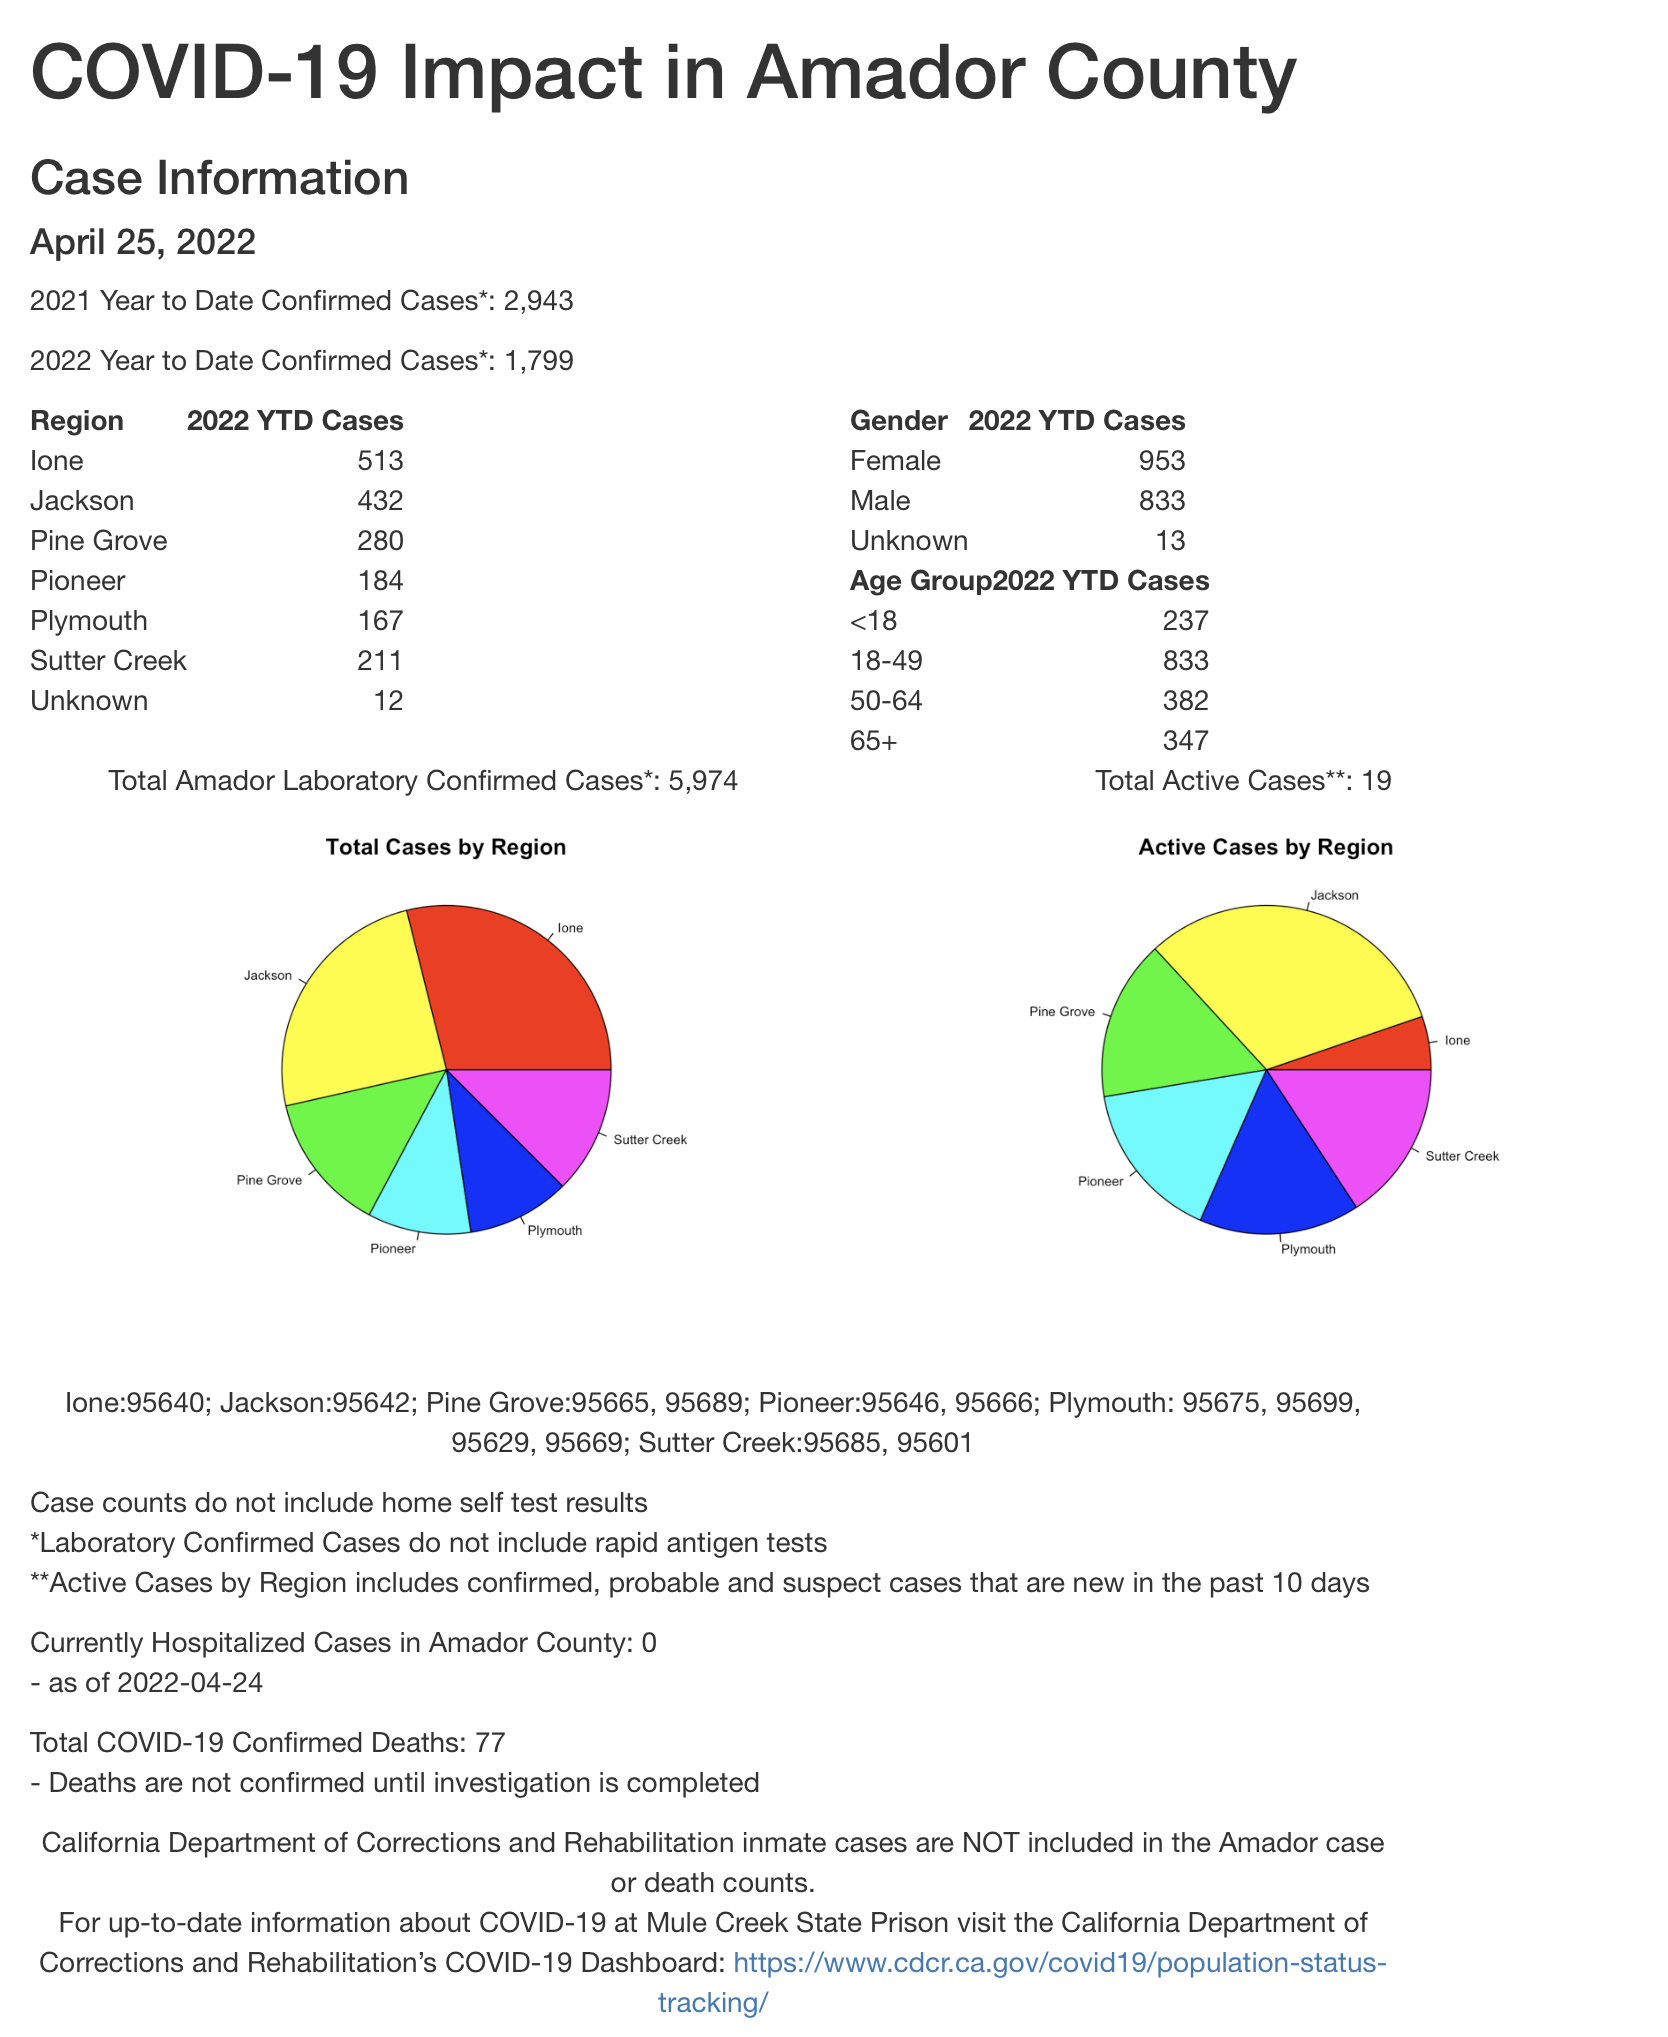 COVID-19 Impact in Amador County
Case Information
April 25, 2022
2021 Year to Date Confirmed Cases*: 2,943
2022 Year to Date Confirmed Cases*: 1,799
Region 2022 YTD Cases
Ione 513
Jackson 432
Pine Grove 280
Pioneer 184
Plymouth 167
Sutter Creek 211
Unknown 12
Gender 2022 YTD Cases
Female 953
Male 833
Unknown 13
Age Group2022 YTD Cases
<18 237
18-49 833
50-64 382
65+ 347
Total Amador Laboratory Confirmed Cases*: 5,974
Total Active Cases**: 19
Total Cases by Region
Ione
Jackson
Pine Grove
Pioneer
Plymouth
Sutter Creek
Active Cases by Region
Jackson
Ione
Pine Grove
Pioneer
Plymouth
Sutter Creek
Ione:95640; Jackson:95642; Pine Grove:95665, 95689; Pioneer:95646, 95666; Plymouth: 95675, 95699,
95629, 95669; Sutter Creek:95685, 95601
Case counts do not include home self test results
*Laboratory Confirmed Cases do not include rapid antigen tests
**Active Cases by Region includes confirmed, probable and suspect cases that are new in the past 10 days
Currently Hospitalized Cases in Amador County: 0
- as of 2022-04-24
Total COVID-19 Confirmed Deaths: 77
- Deaths are not confirmed until investigation is completed
California Department of Corrections and Rehabilitation inmate cases are NOT included in the Amador case
or death counts.
For up-to-date information about COVID-19 at Mule Creek State Prison visit the California Department of
Corrections and Rehabilitation’s COVID-19 Dashboard: https://www.cdcr.ca.gov/covid19/population-status-
tracking/